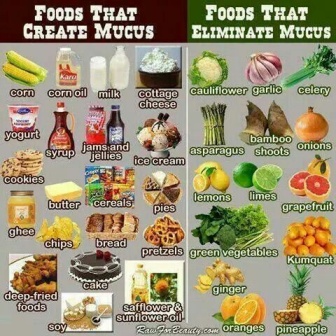 FOODS THAT
CREATE MUCUS
corn
corn oil
milk
cottage
cheese
yogurt
syrup
jams and
jellies
ice cream
cookies
butter
cereals
pies
ghee
chips
bread
pretzels
deep-fried
foods
cake
soy
safflower &
sunflower oil
FOODS THAT
ELIMINATE MUCUS
cauliflower
garlic
celery
asparagus
bamboo
shoots
onions
lemons
limes
grapefruit
green vegetables
Kumquat
ginger
oranges
pineapple
RawForBeauty.com
Karo